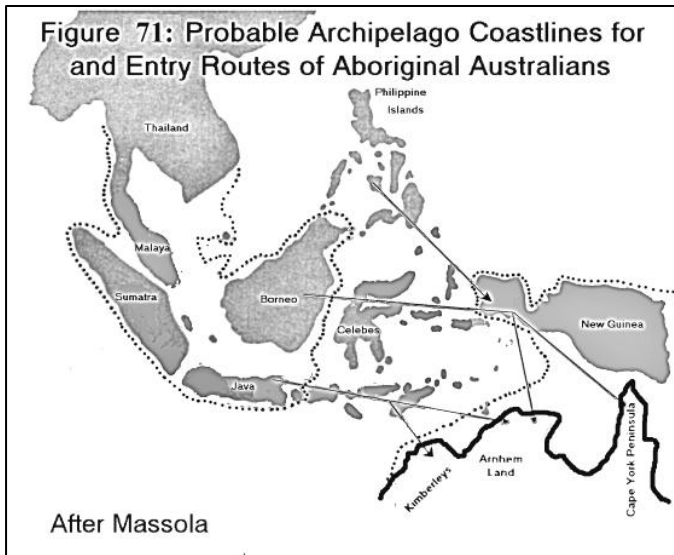 Figure 71: Probable Archipelago Coastlines for
and Entry Routes of Aboriginal Australians
Philippine
Islands
Thailand
Malaya
Sumatra
Borneo
Celebes
New Guinea
Java
Kimberleys
Arnhem
Land
Cape York Peninsula
After Massola